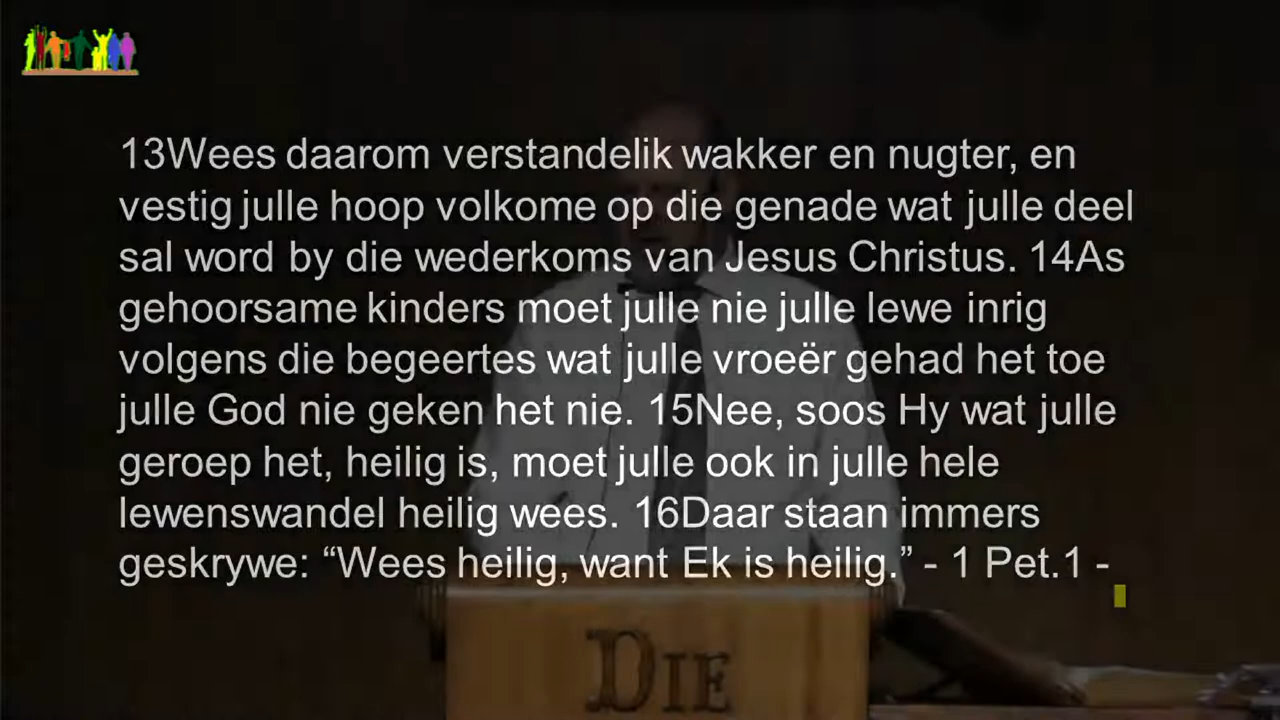 13Wees daarom verstandelik wakker en nugter, en
vestig julle hoop volkome op die genade wat julle deel
sal word by die wederkoms van Jesus Christus. 14As
gehoorsame kinders moet julle nie julle lewe inrig
volgens die begeertes wat julle vroeër gehad het toe
julle God nie geken het nie. 15Nee, soos Hy wat julle
geroep het, heilig is, moet julle ook in julle hele
lewenswandel heilig wees. 16Daar staan immers
geskrywe: “Wees heilig, want Ek is heilig.” - 1 Pet.1 -
DIE